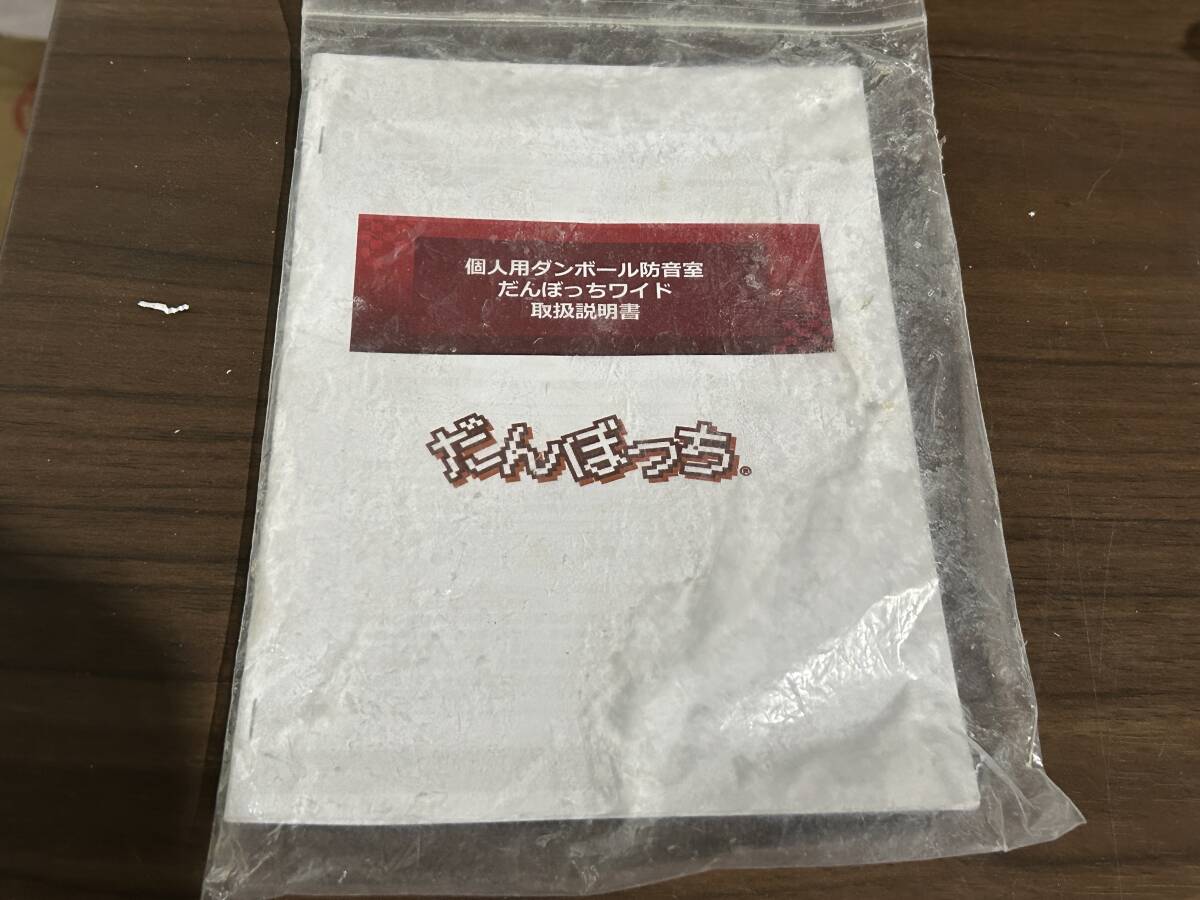 個人用ダンボール防音室
だんぼっちワイド
取扱説明書
だんぼっち®